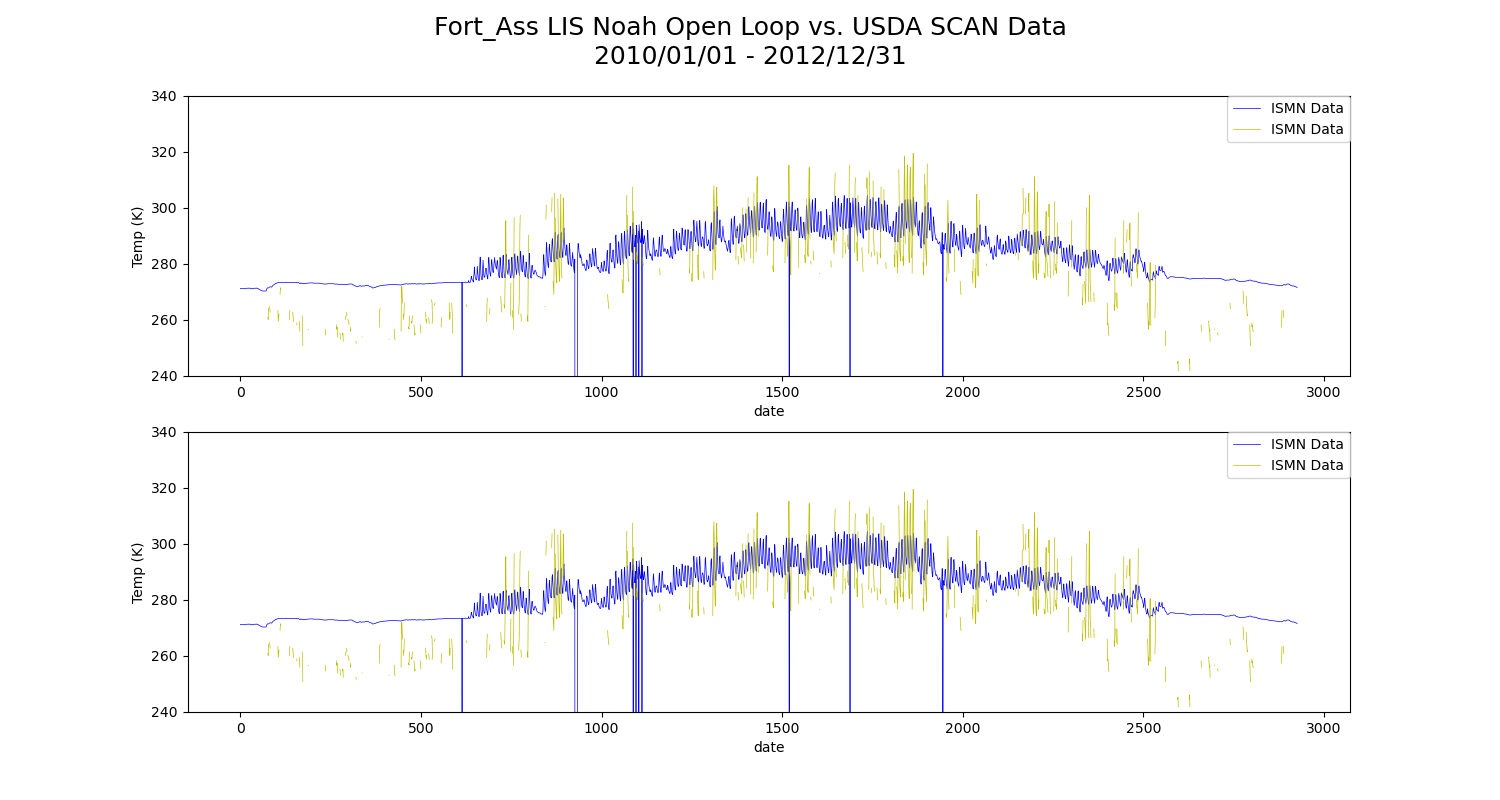 Fort_Ass LIS Noah Open Loop vs. USDA SCAN Data
2010/01/01 - 2012/12/31
340
320
300
280
260
240
Temp (K)
ISMN Data
ISMN Data
0 500 1000 1500 2000 2500 3000
date
340
320
300
280
260
240
Temp (K)
ISMN Data
ISMN Data
0 500 1000 1500 2000 2500 3000
date